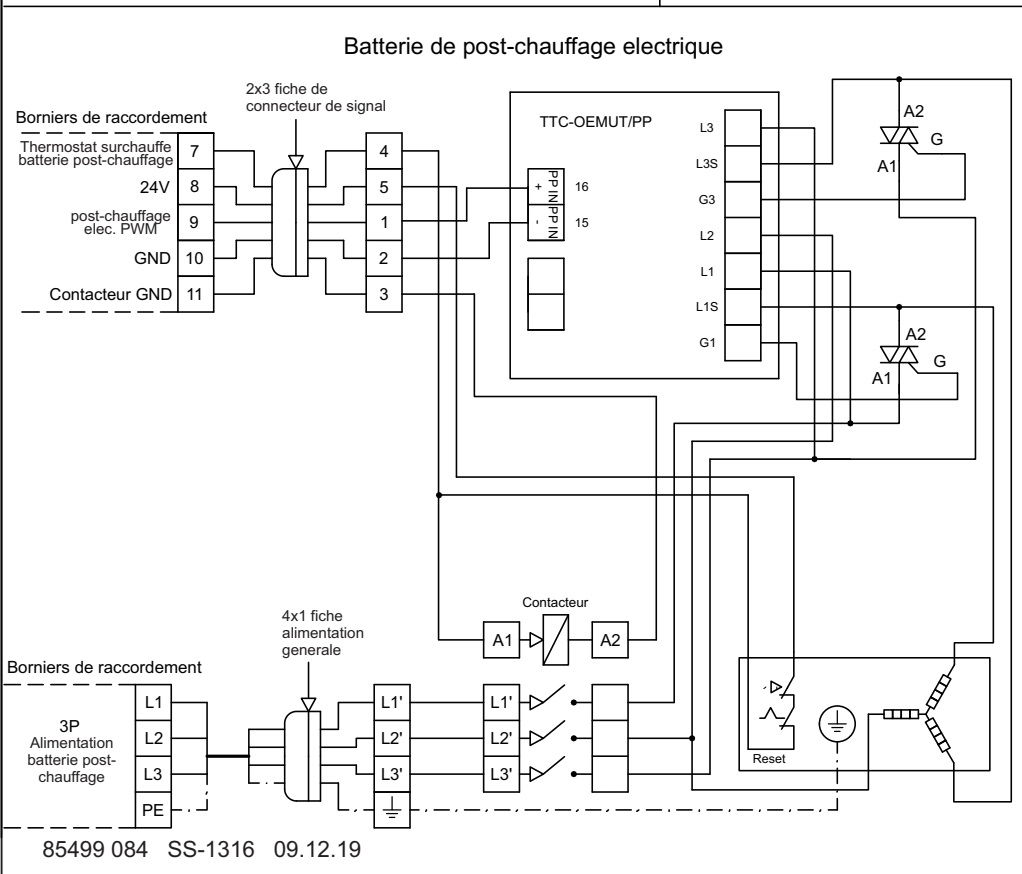 Batterie de post-chauffage electrique
2x3 fiche de
connecteur de signal
Borniers de raccordement
Thermostat surchauffe
batterie post-chauffage
7
24V
8
post-chauffage
elec. PWM
9
GND
10
Contacteur GND
11
4
5
1
2
3
TTC-OEMUT/PP
+
PP IN
16
-
PP IN
15
L3
L3S
G3
L2
L1
L1S
G1
A2
G
A1
A2
G
A1
Contacteur
A1
A2
4x1 fiche
alimentation
generale
Borniers de raccordement
3P
Alimentation
batterie post-
chauffage
L1
L2
L3
PE
L1'
L2'
L3'
L1'
L2'
L3'
Reset
85499 084 SS-1316 09.12.19